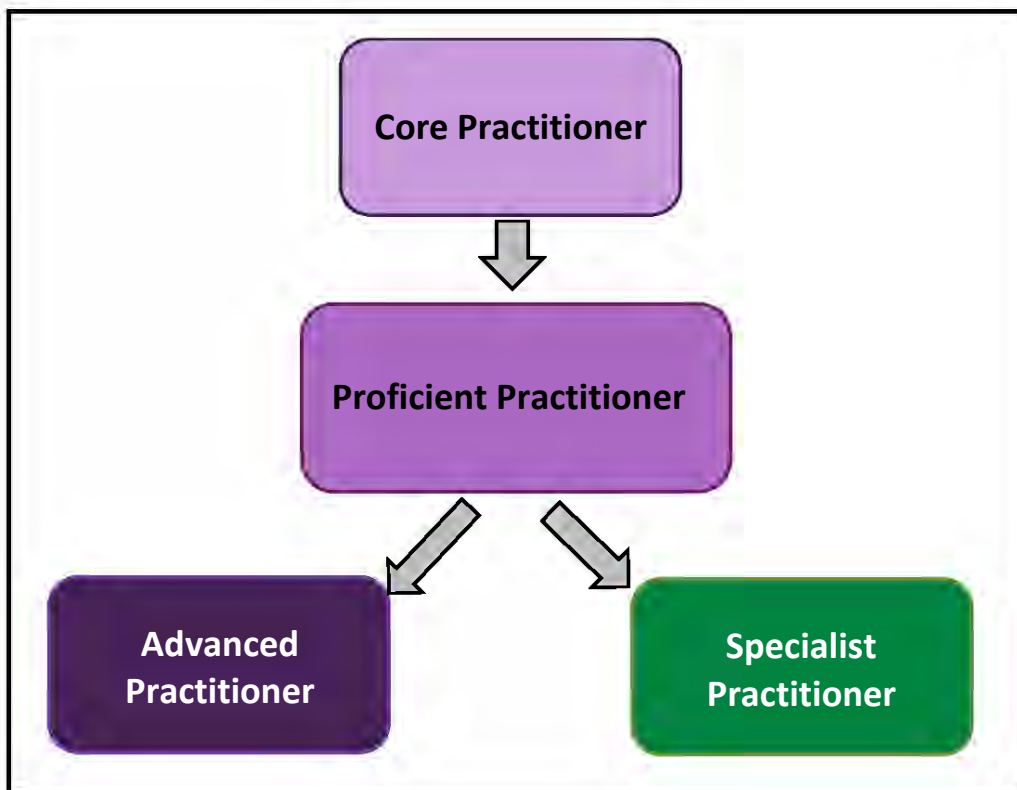 Core Practitioner
Proficient Practitioner
Advanced
Practitioner
Specialist
Practitioner